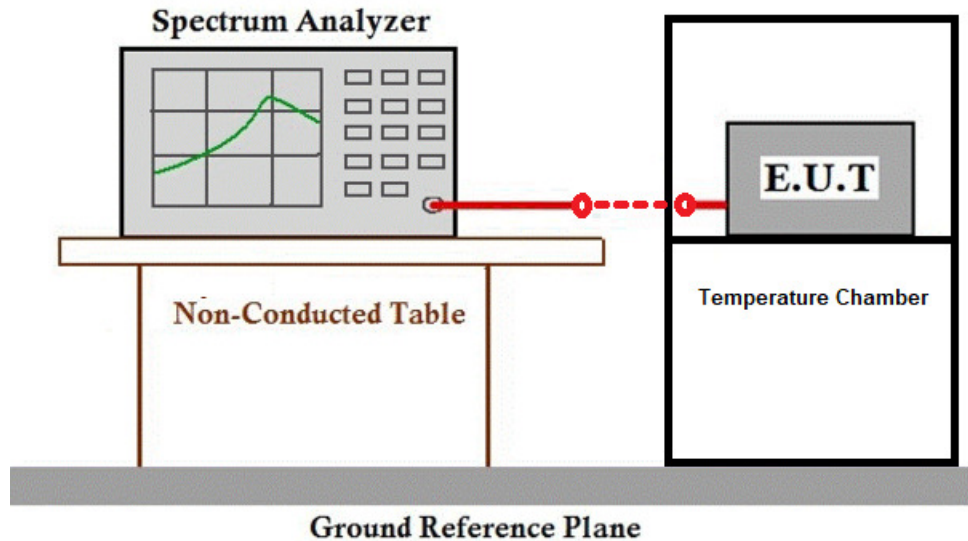 Spectrum Analyzer
E.U.T
Temperature Chamber
Non-Conducted Table
Ground Reference Plane